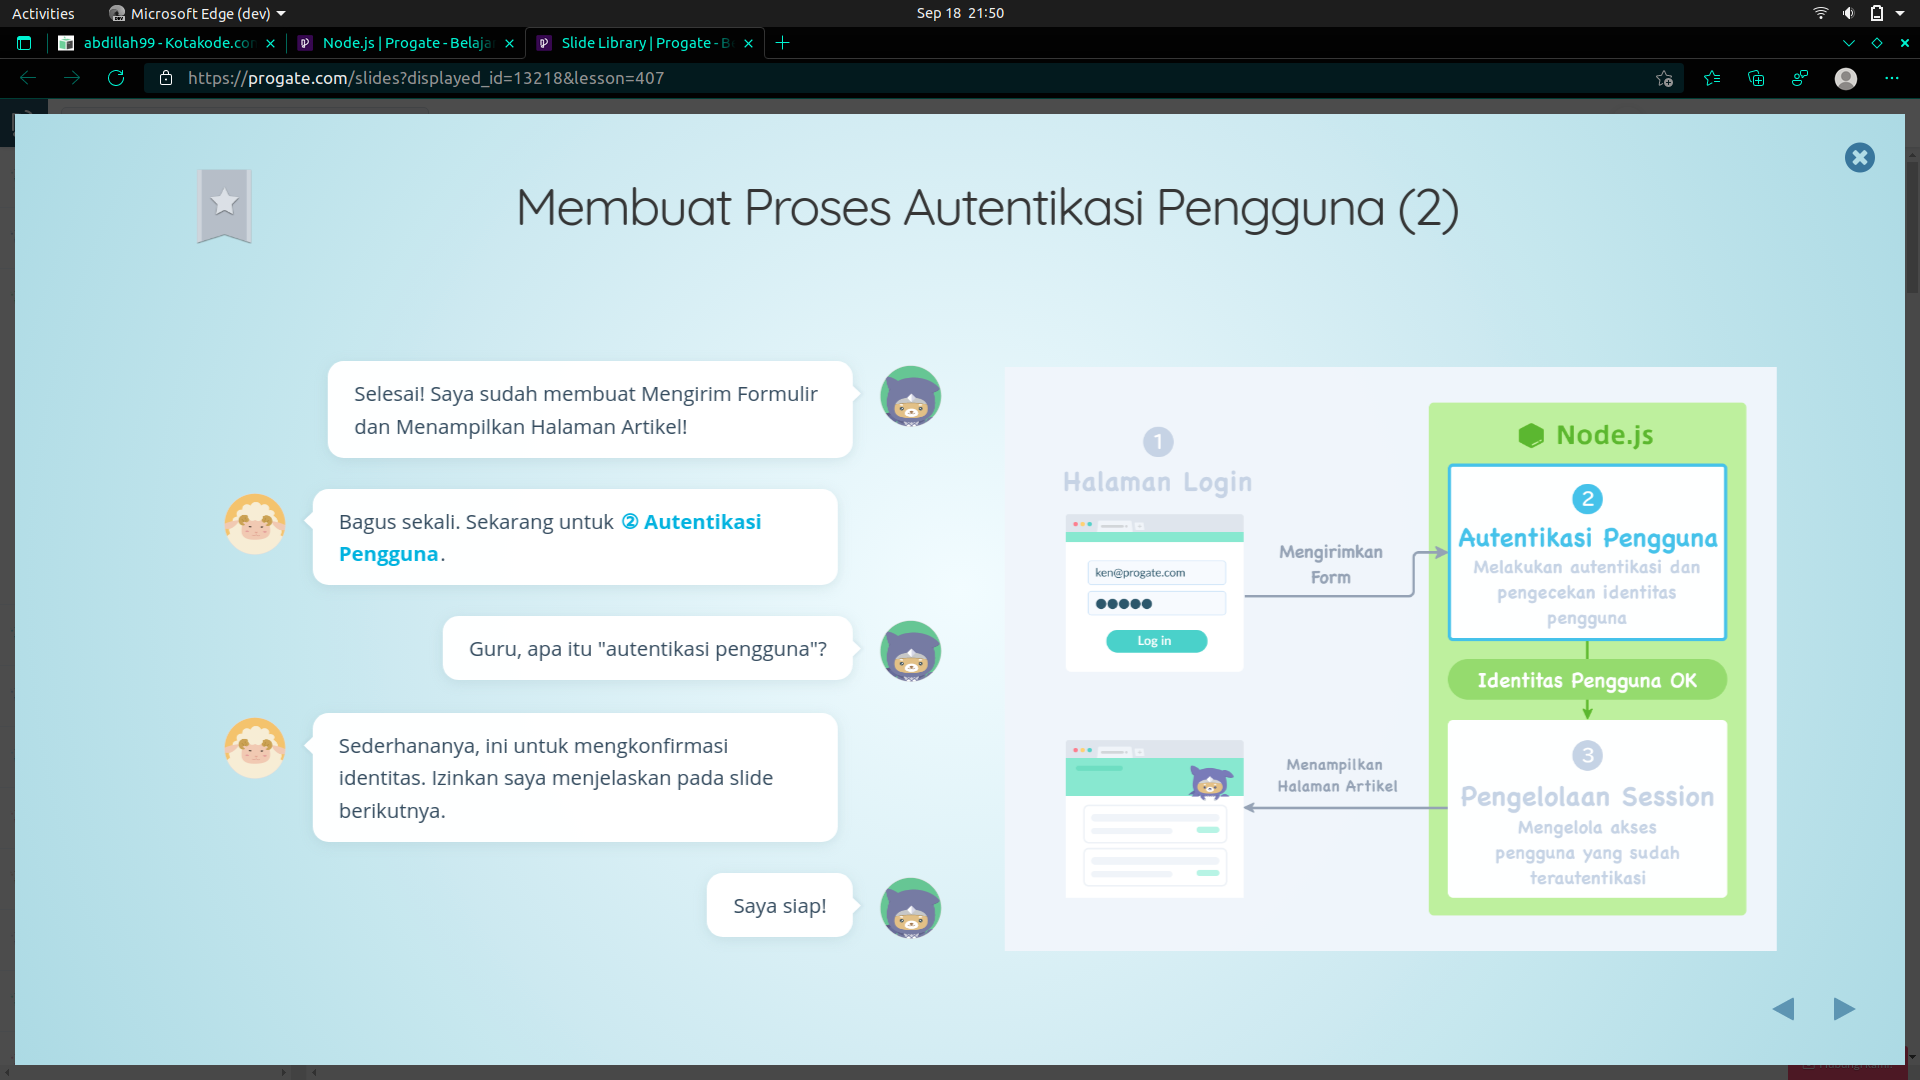 Activities
Microsoft Edge (dev)
Sep 18 21:50
abdillah99 - Kotakode.con
Node.js | Progate - Belaja
Slide Library | Progate - B
https://progate.com/slides?displayed_id=13218&lesson=407
Membuat Proses Autentikasi Pengguna (2)
Selesai! Saya sudah membuat Mengirim Formulir
dan Menampilkan Halaman Artikel!
Bagus sekali. Sekarang untuk ② Autentikasi
Pengguna.
Guru, apa itu "autentikasi pengguna"?
Sederhananya, ini untuk mengkonfirmasi
identitas. Izinkan saya menjelaskan pada slide
berikutnya.
Saya siap!
1
Halaman Login
ken@progate.com
Log in
Mengirimkan
Form
Node.js
2
Autentikasi Pengguna
Melakukan autentikasi dan
pengecekan identitas
pengguna
Identitas Pengguna OK
3
Pengelolaan Session
Mengelola akses
pengguna yang sudah
terautentikasi
Menampilkan
Halaman Artikel